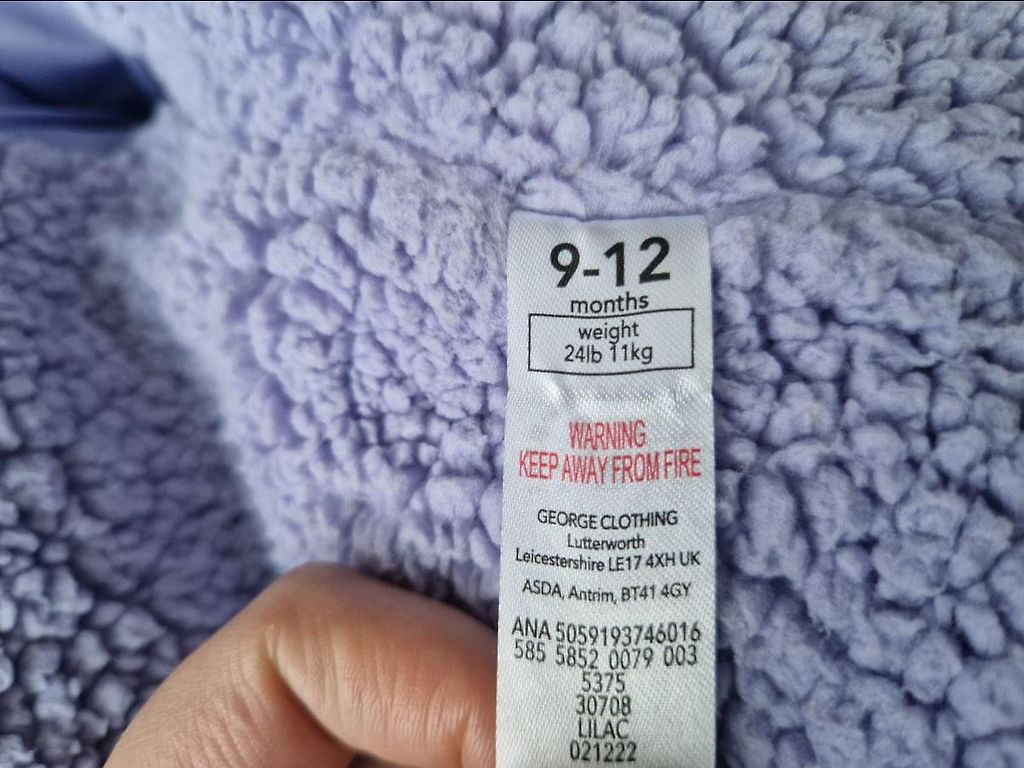 9-12
months
weight
24lb 11kg
WARNING
KEEP AWAY FROM FIRE
GEORGE CLOTHING
Lutterworth
Leicestershire LE17 4XH UK
ASDA, Antrim, BT41 4GY
ANA 5059193746016
585 5852 0079 003
5375
30708
LILAC
021222